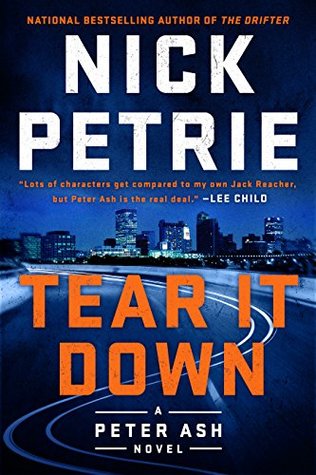 NATIONAL BESTSELLING AUTHOR OF THE DRIFTER
NICK
PETRIE
"Lots of characters get compared to my own Jack Reacher,
but Peter Ash is the real deal." —LEE CHILD
TEAR IT
DOWN
A
PETER ASH
NOVEL